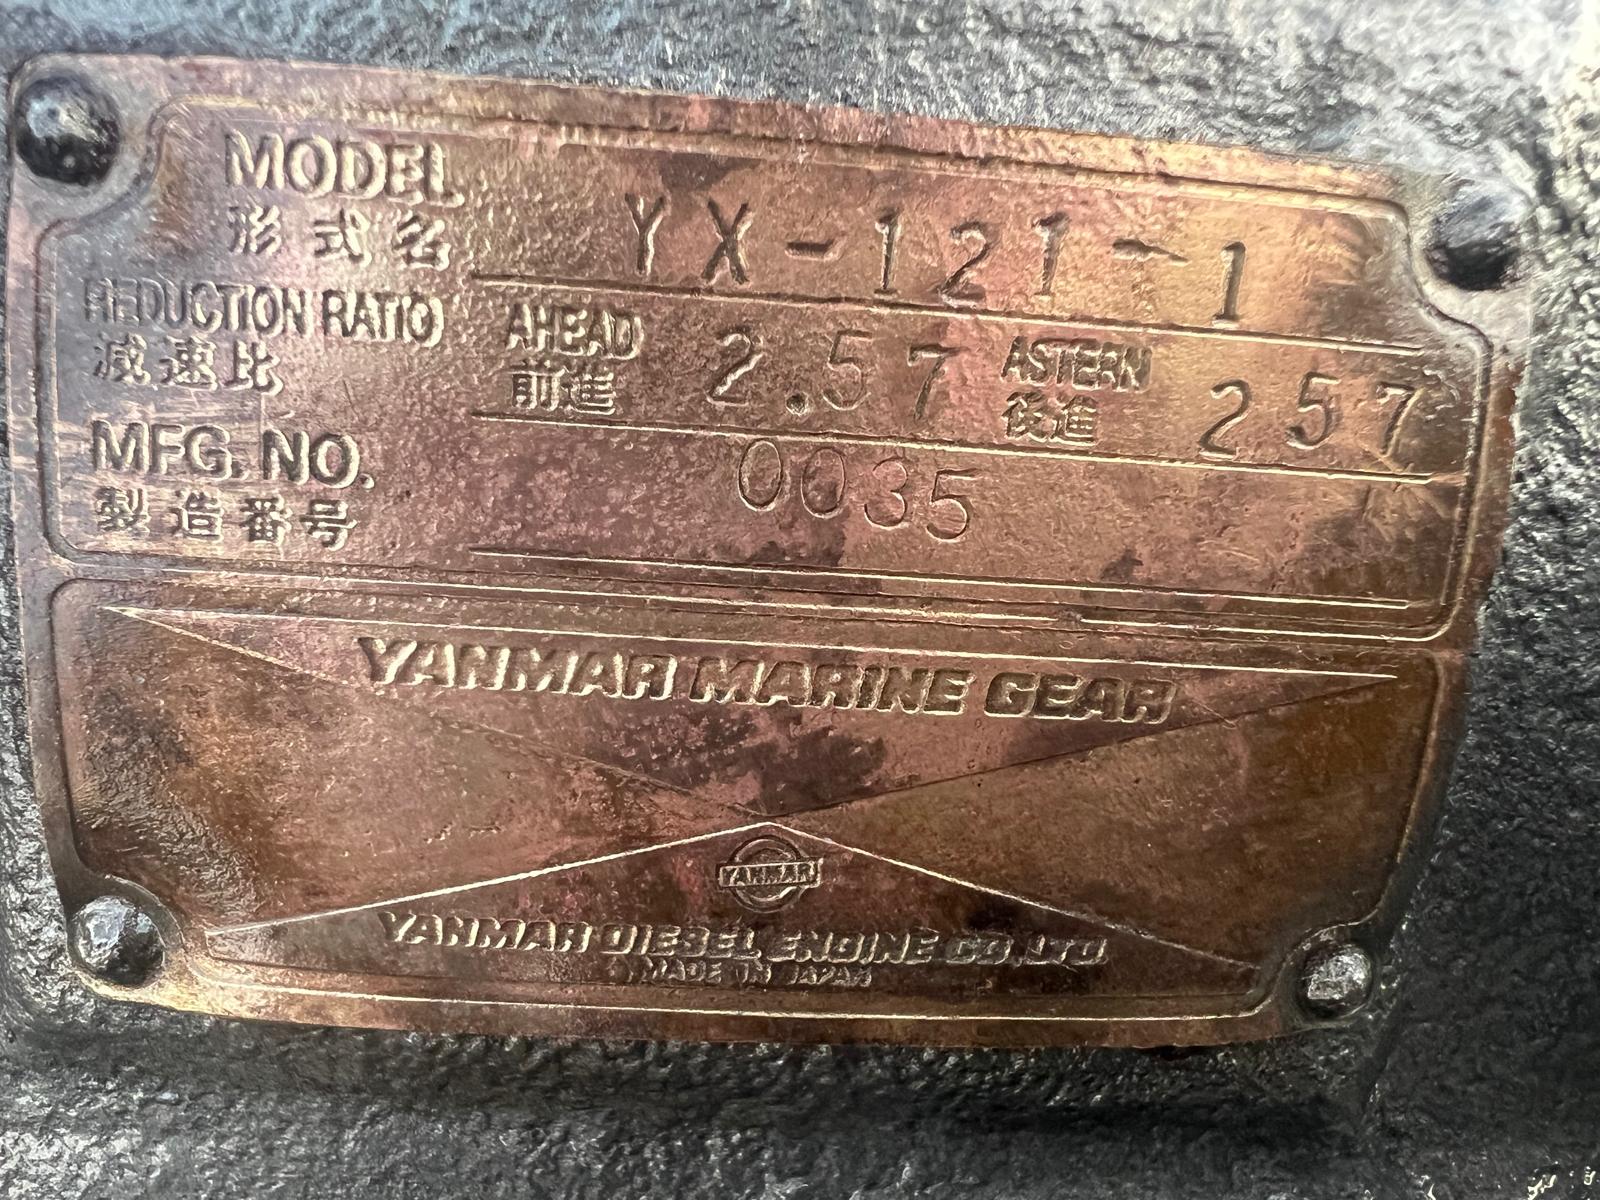 MODEL
形式名 YX-121-1
REDUCTION RATIO AHEAD 2.57 ASTERN 257
減速比 前進 後進
MFG. NO. 0035
製造番号
YANMAR MARINE GEAR
YANMAR
YANMAR DIESEL ENGINE CO.,LTD.
MADE IN JAPAN